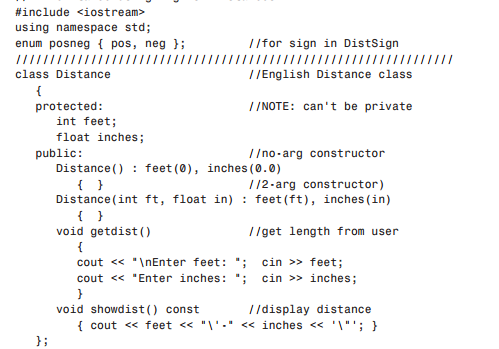 #include <iostream>
using namespace std;
enum posneg { pos, neg };         //for sign in DistSign
////////////////////////////////////////////////////////////////
class Distance                    //English Distance class
   {
   protected:                     //NOTE: can't be private
      int feet;
      float inches;
   public:                        //no-arg constructor
      Distance() : feet(0), inches(0.0)
         {  }                     //2-arg constructor)
      Distance(int ft, float in) : feet(ft), inches(in)
         {  }
      void getdist()              //get length from user
         {
         cout << "\nEnter feet: ";  cin >> feet;
         cout << "Enter inches: ";  cin >> inches;
         }
      void showdist() const       //display distance
         { cout << feet << "\'-" << inches << '\"'; }
   };